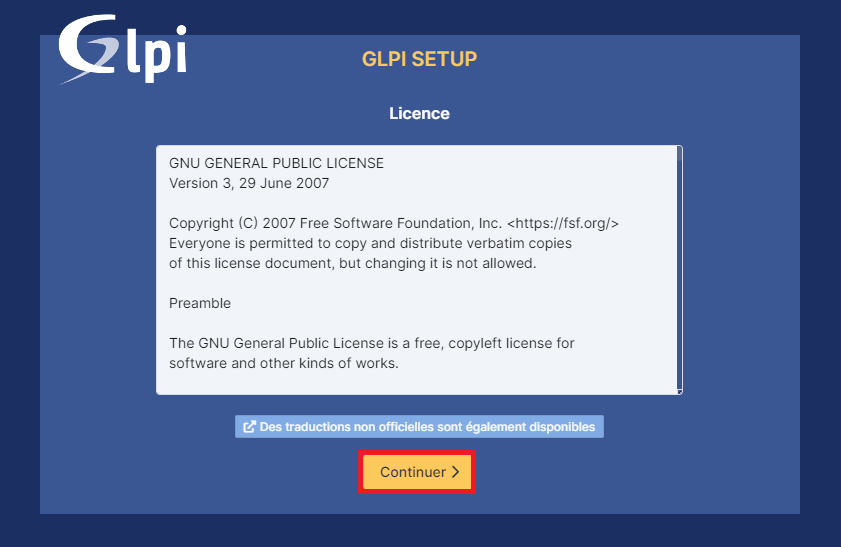 Glpi
GLPI SETUP
Licence
GNU GENERAL PUBLIC LICENSE
Version 3, 29 June 2007
Copyright (C) 2007 Free Software Foundation, Inc. <https://fsf.org/>
Everyone is permitted to copy and distribute verbatim copies
of this license document, but changing it is not allowed.
Preamble
The GNU General Public License is a free, copyleft license for
software and other kinds of works.
Des traductions non officielles sont également disponibles
Continuer